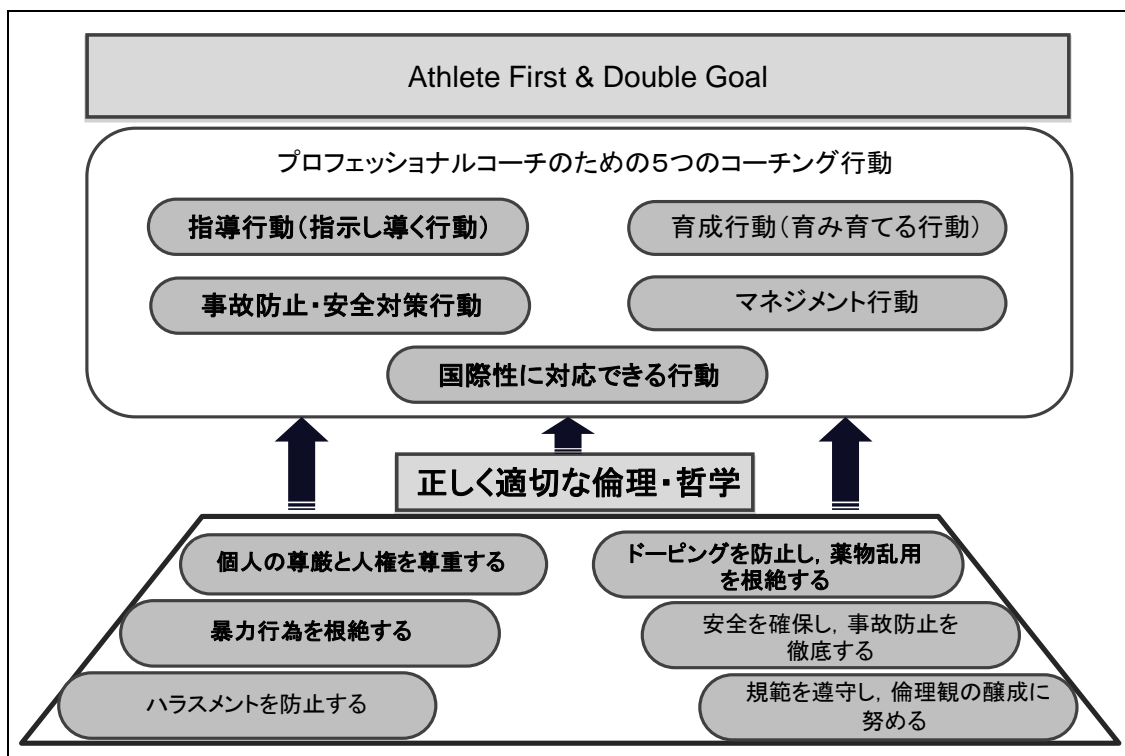 Athlete First & Double Goal
プロフェッショナルコーチのための５つのコーチング行動
指導行動（指示し導く行動）
育成行動（育み育てる行動）
事故防止・安全対策行動
マネジメント行動
国際性に対応できる行動
正しく適切な倫理・哲学
個人の尊厳と人権を尊重する
ドーピングを防止し，薬物乱用
を根絶する
暴力行為を根絶する
安全を確保し，事故防止を
徹底する
ハラスメントを防止する
規範を遵守し，倫理観の醸成に
努める